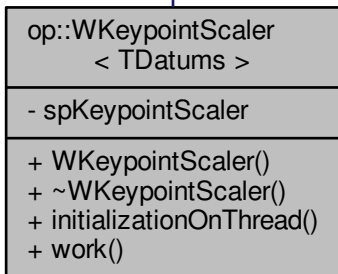 op::WKeypointScaler
< TDatums >
- spKeypointScaler
+ WKeypointScaler()
+ ~WKeypointScaler()
+ initializationOnThread()
+ work()